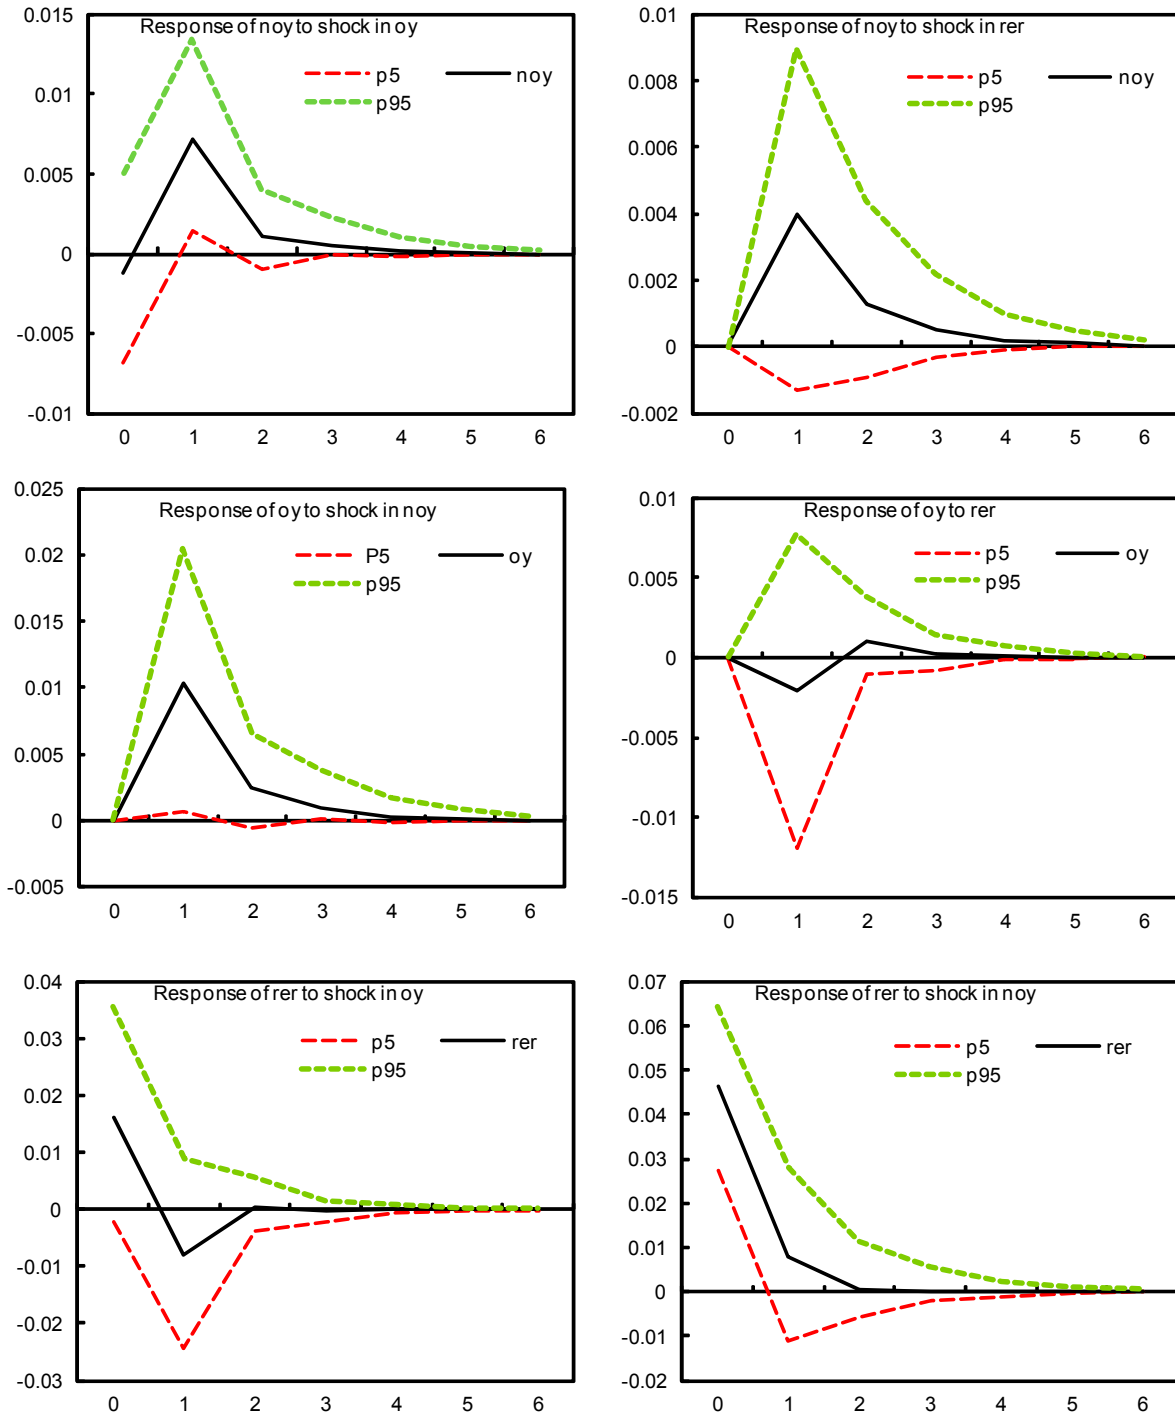 Response of noy to shock in oy
p5 noy
p95
0.015
0.01
0.005
0
-0.005
-0.01
0 1 2 3 4 5 6
Response of noy to shock in rer
p5 noy
p95
0.01
0.008
0.006
0.004
0.002
0
-0.002
0 1 2 3 4 5 6
Response of oy to shock in noy
P5 oy
p95
0.025
0.02
0.015
0.01
0.005
0
-0.005
0 1 2 3 4 5 6
Response of oy to rer
p5 oy
p95
0.01
0.005
0
-0.005
-0.01
-0.015
0 1 2 3 4 5 6
Response of rer to shock in oy
p5 rer
p95
0.04
0.03
0.02
0.01
0
-0.01
-0.02
-0.03
0 1 2 3 4 5 6
Response of rer to shock in noy
p5 rer
p95
0.07
0.06
0.05
0.04
0.03
0.02
0.01
0
-0.01
-0.02
0 1 2 3 4 5 6